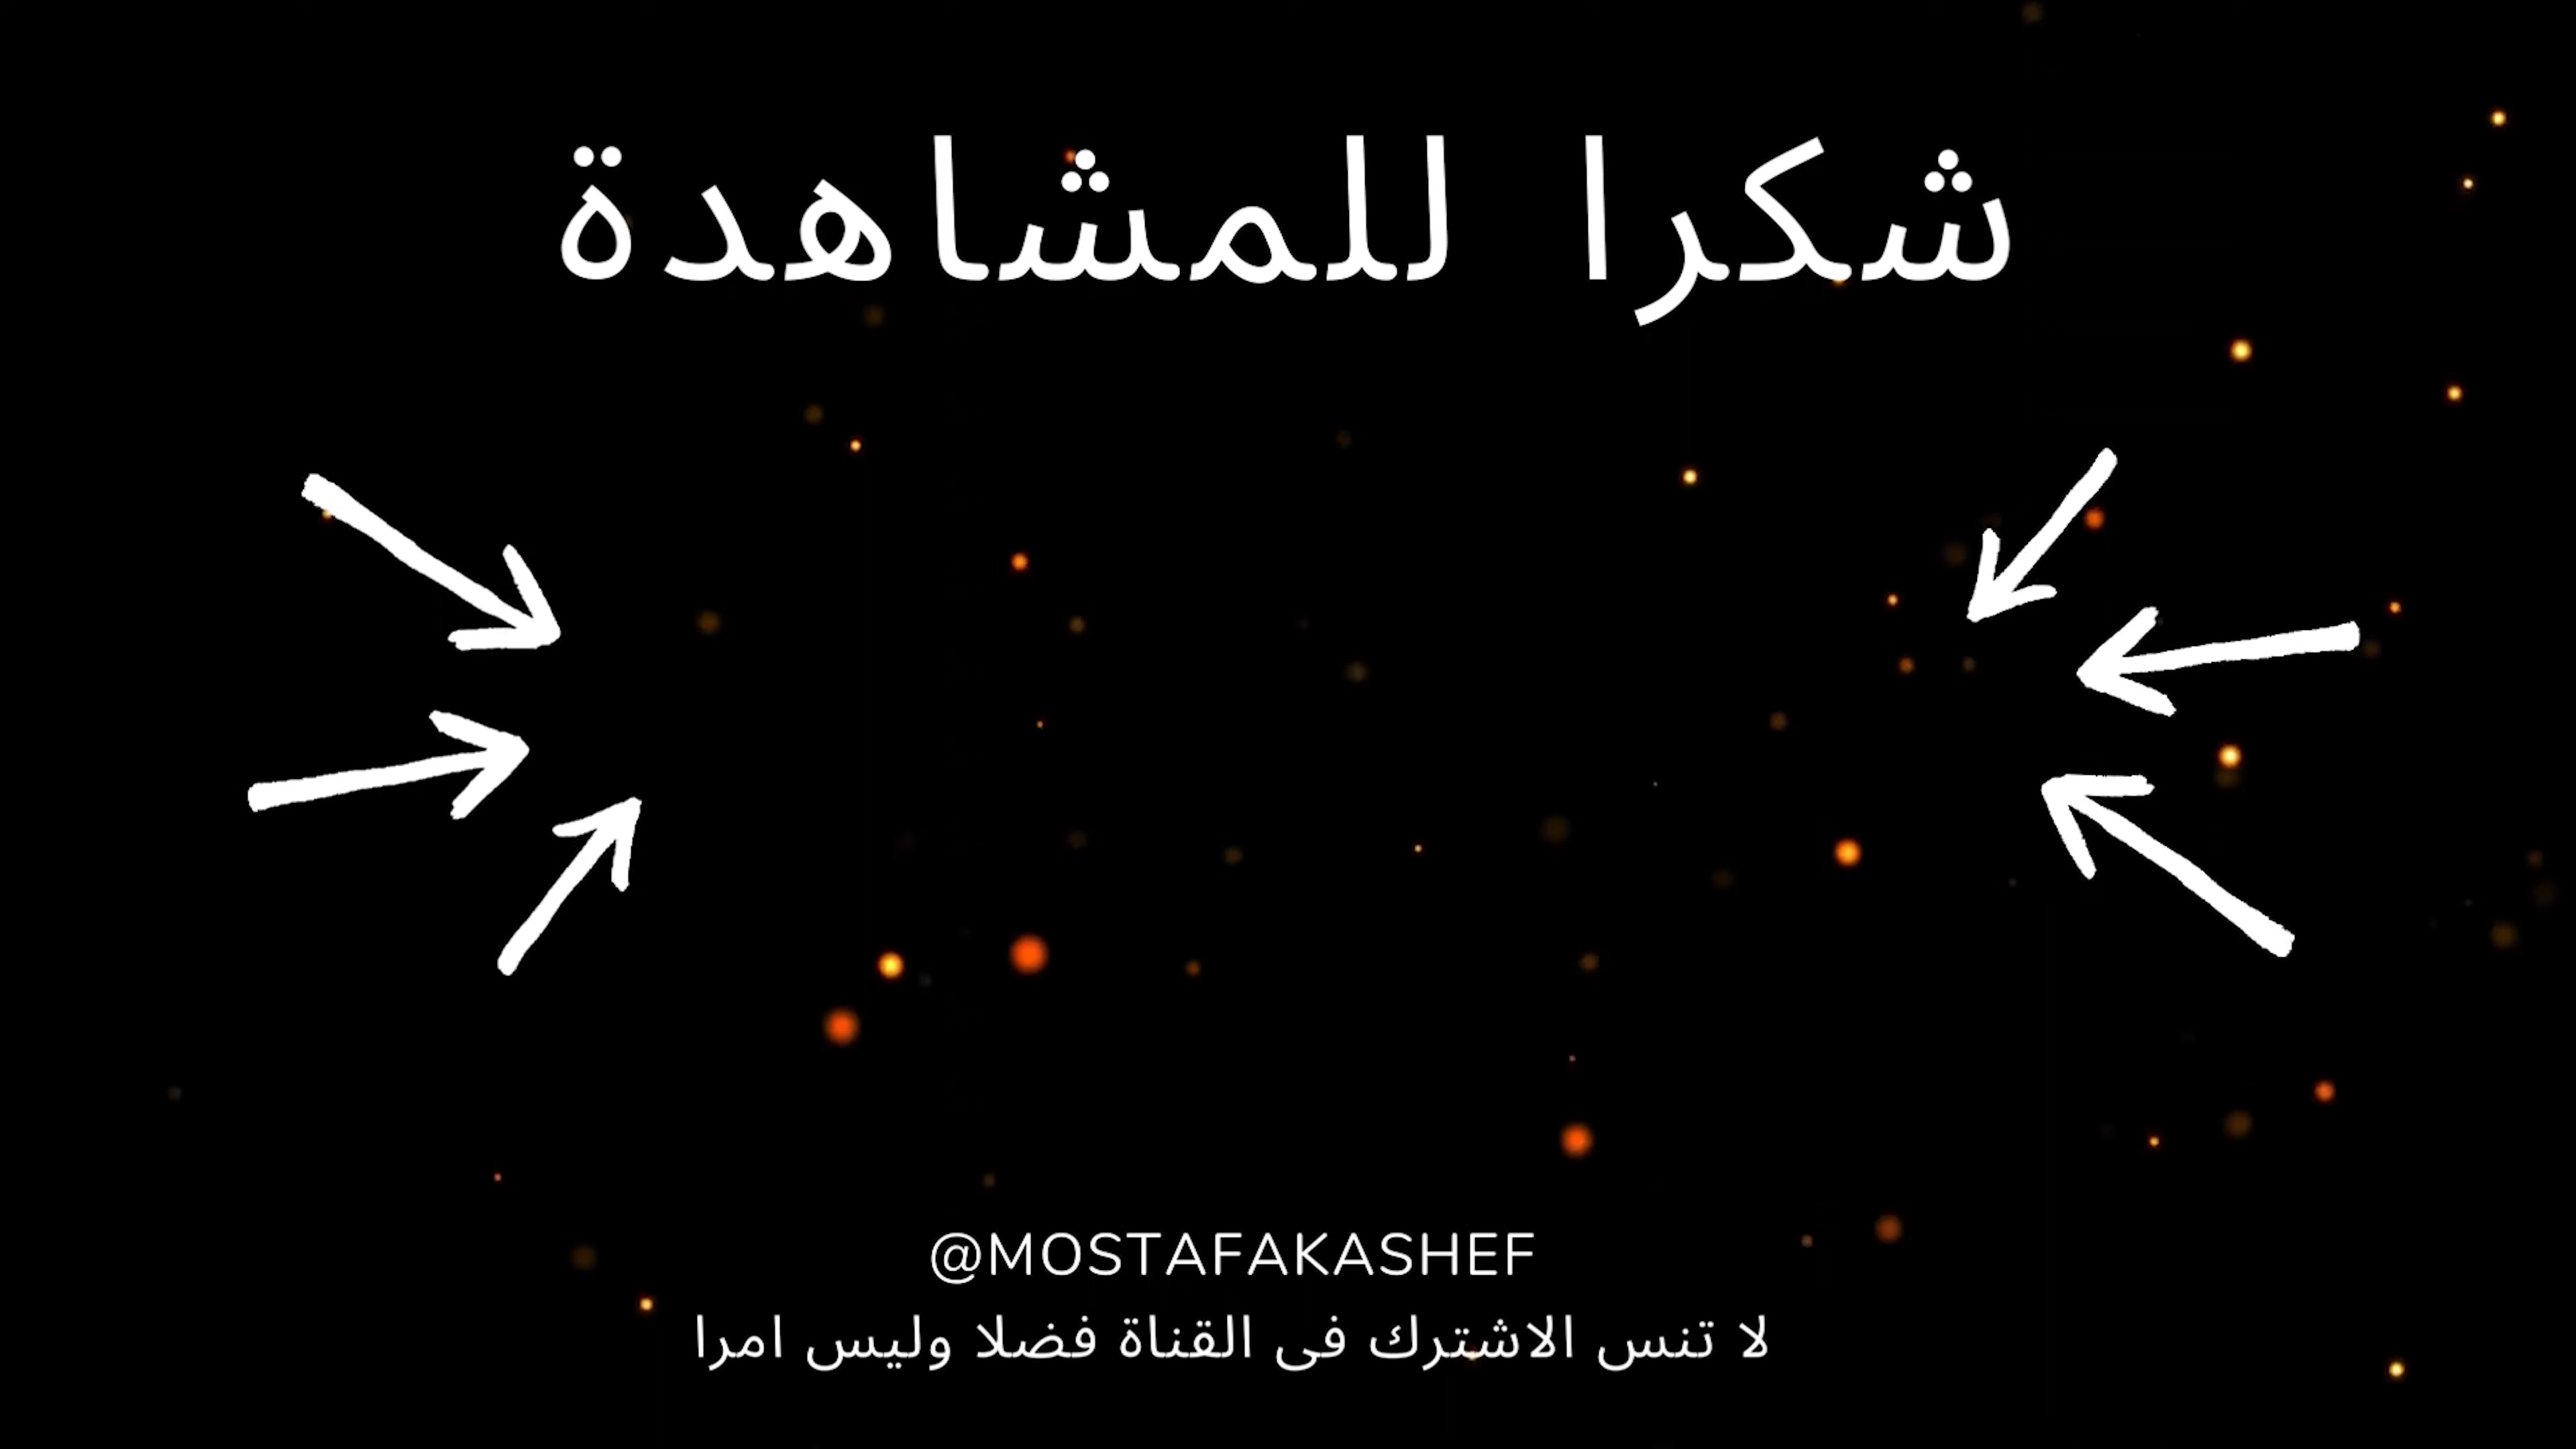 شكرا للمشاهدة
@MOSTAFAKASHEF
لا تنس الاشترك فى القناة فضلا وليس امرا